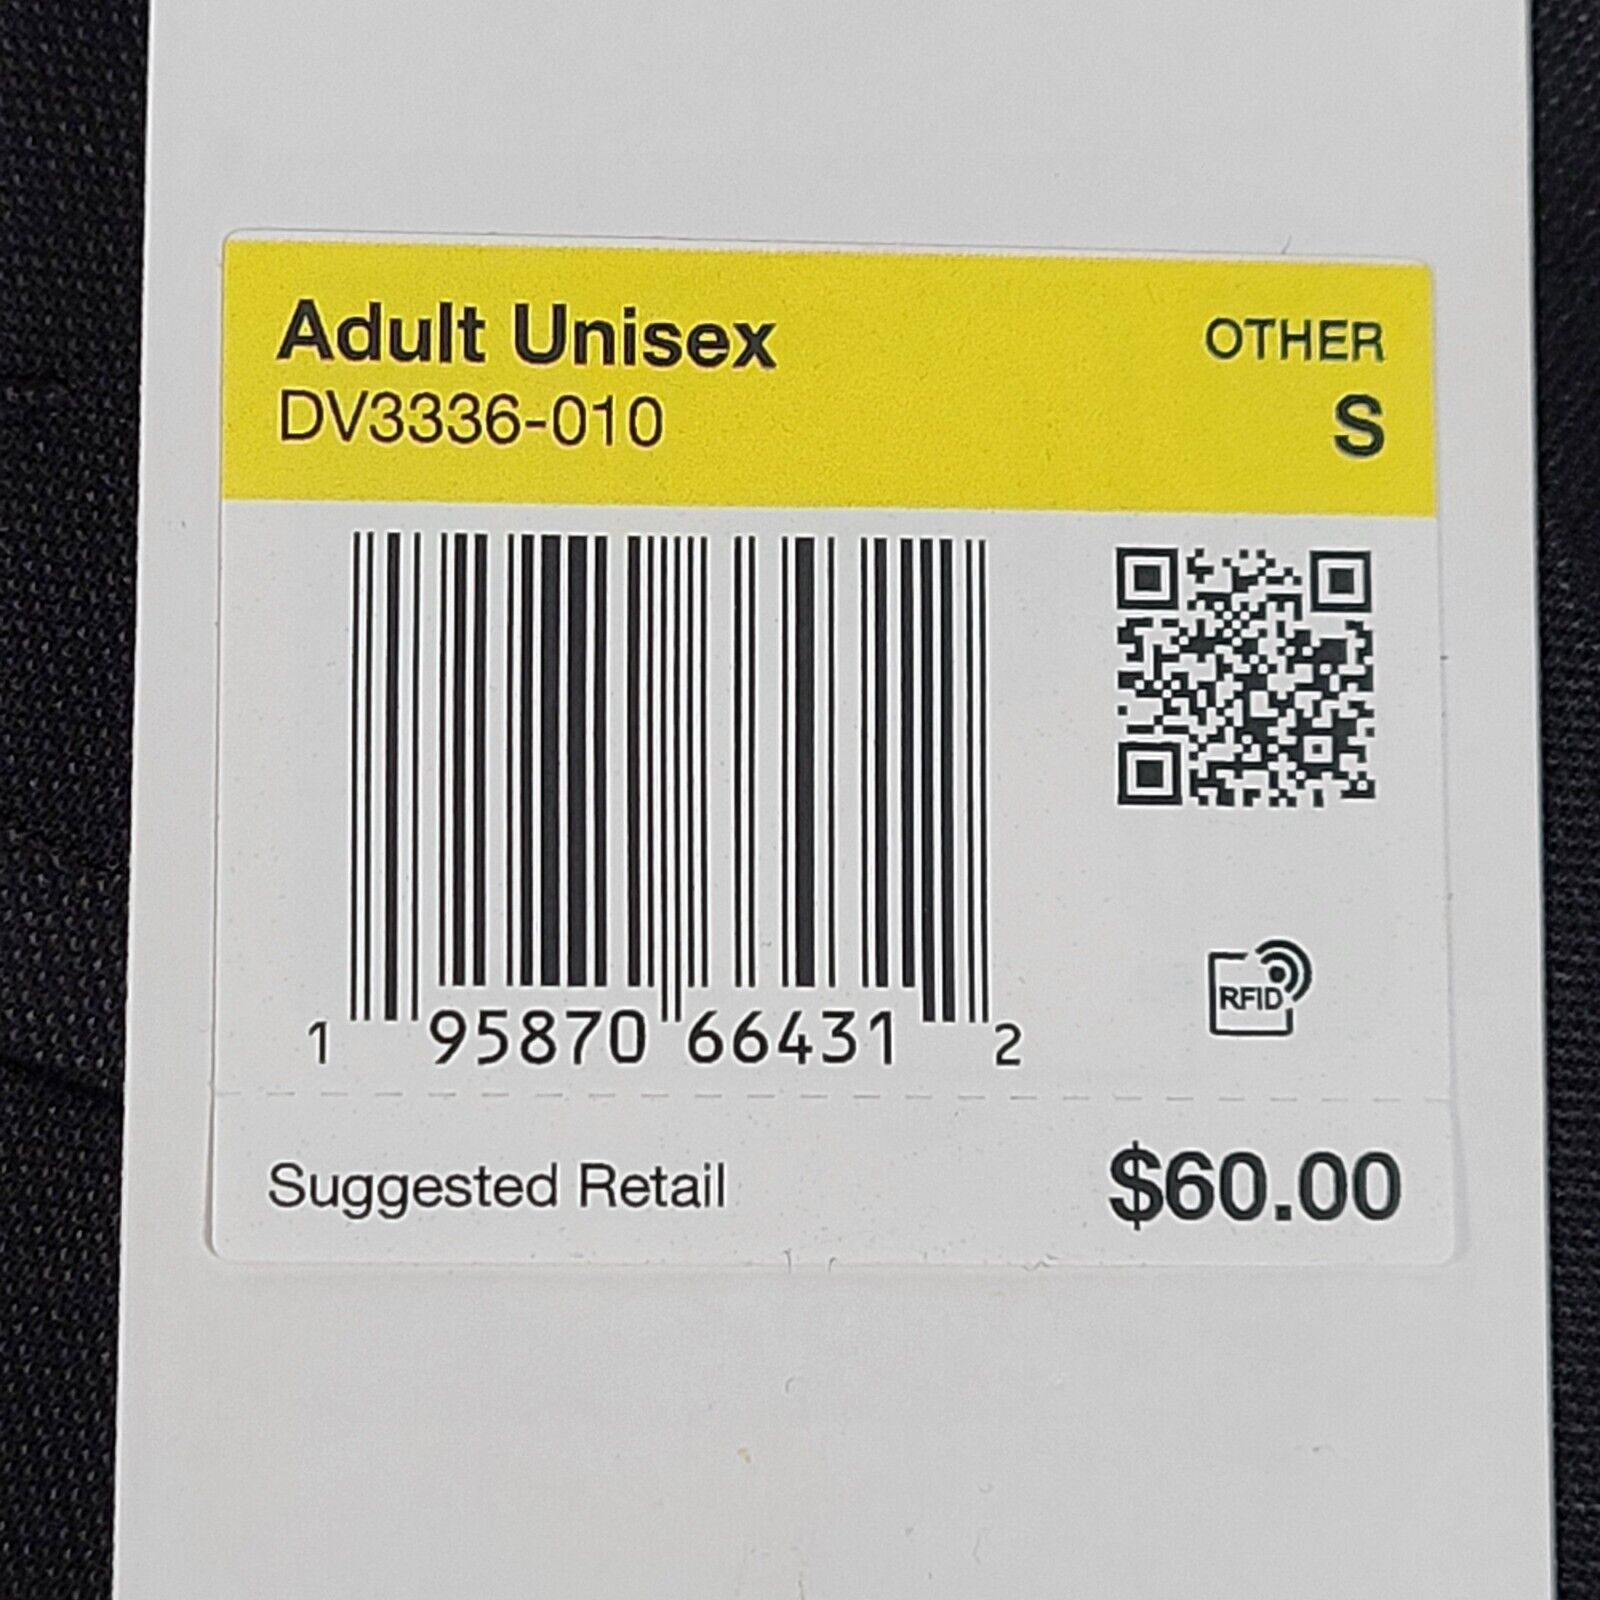 Adult Unisex
OTHER
DV3336-010
S
1 95870 66431 2
RFID
Suggested Retail
$60.00